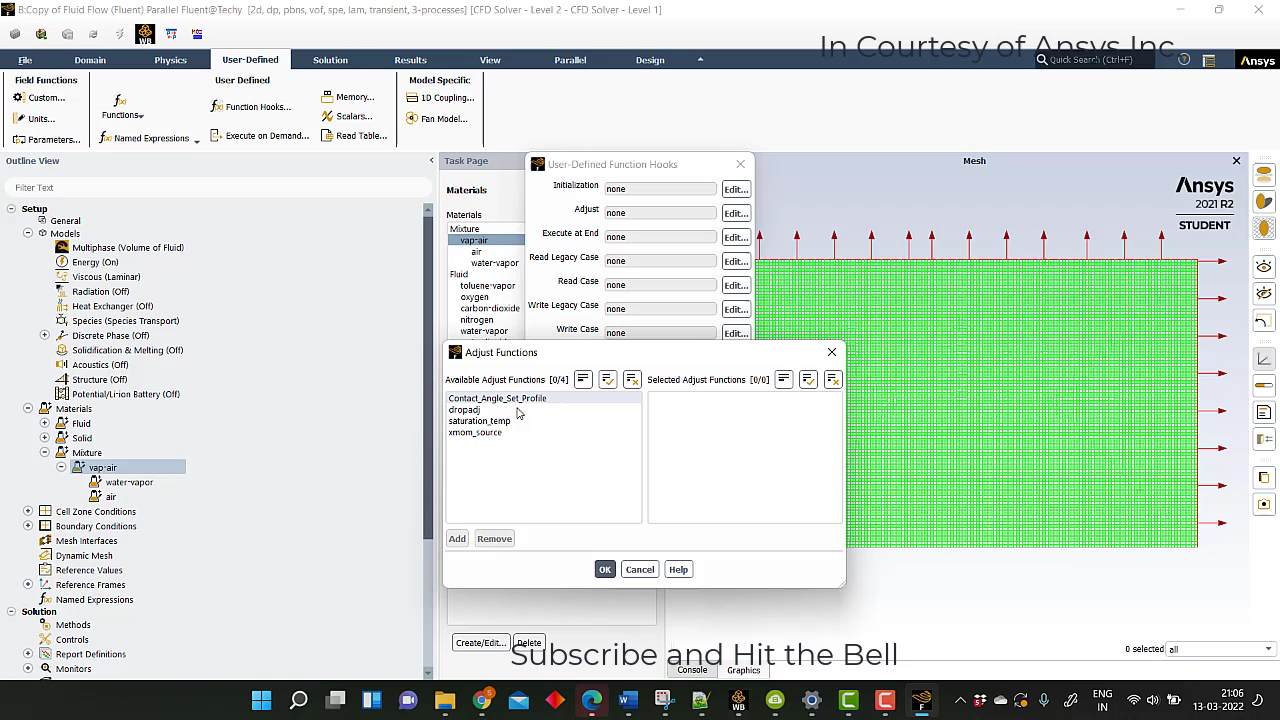 B:Copy of Fluid Flow (Fluent) Parallel Fluent@Techy [2d, dp, pbns, vof, spe, lam, transient, 3-processes] [CFD Solver - Level 2 - CFD Solver - Level 1]
In Courtesy of Ansys Inc
File Domain Physics User-Defined Solution Results View Parallel Design Quick Search (Ctrl+F) Ansys
Field Functions
Custom...
Units...
Parameters...
Functions
Named Expressions
User Defined
Function Hooks...
Execute on Demand...
Memory...
Scalars...
Read Table...
Model Specific
1D Coupling...
Fan Model...
Outline View
Filter Text
Setup
General
Models
Multiphase (Volume of Fluid)
Energy (On)
Viscous (Laminar)
Radiation (Off)
Heat Exchanger (Off)
Species (Species Transport)
Discrete Phase (Off)
Solidification & Melting (Off)
Acoustics (Off)
Structure (Off)
Potential/Li-ion Battery (Off)
Materials
Fluid
Solid
Mixture
vap-air
water-vapor
air
Cell Zone Conditions
Boundary Conditions
Mesh Interfaces
Dynamic Mesh
Reference Values
Reference Frames
Named Expressions
Solution
Methods
Controls
Report Definitions
Monitors
Task Page
Materials
Materials
Mixture
vap-air
air
water-vapor
Fluid
toluene-vapor
oxygen
carbon-dioxide
nitrogen
water-vapor
Create/Edit... Delete
User-Defined Function Hooks
Initialization none Edit...
Adjust none Edit...
Execute at End none Edit...
Read Legacy Case none Edit...
Read Case none Edit...
Write Legacy Case none Edit...
Write Case none Edit...
Adjust Functions
Available Adjust Functions [0/4]
Contact_Angle_Set_Profile
dropadj
saturation_temp
xmom_source
Selected Adjust Functions [0/0]
Add Remove
OK Cancel Help
Mesh
Ansys
2021 R2
STUDENT
0 selected all
Console Graphics
Subscribe and Hit the Bell
ENG
IN
21:06
13-03-2022